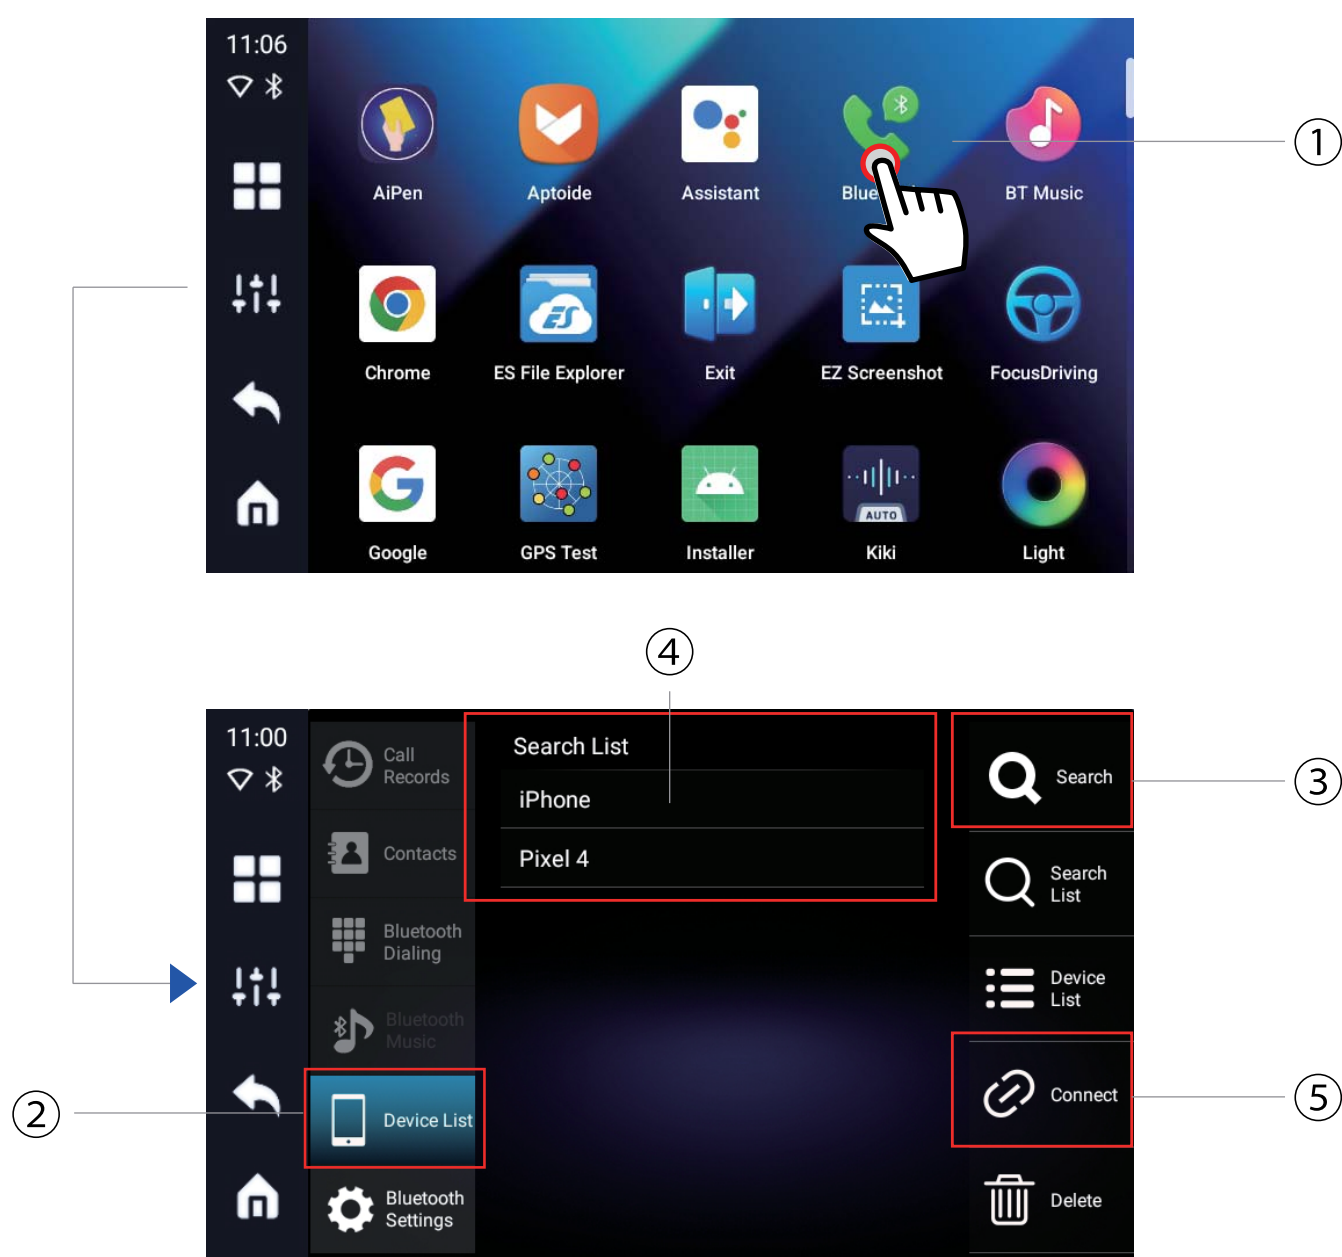 11:06
①
AiPen
Aptoide
Assistant
BT Music
Chrome
ES File Explorer
Exit
EZ Screenshot
FocusDriving
AUTO
Google
GPS Test
Installer
Kiki
Light
④
11:00
Call
Records
Contacts
Bluetooth
Dialing
Bluetooth
Music
②
Device List
Bluetooth
Settings
Search List
iPhone
Pixel 4
Search
③
Search
List
Device
List
Connect
⑤
Delete